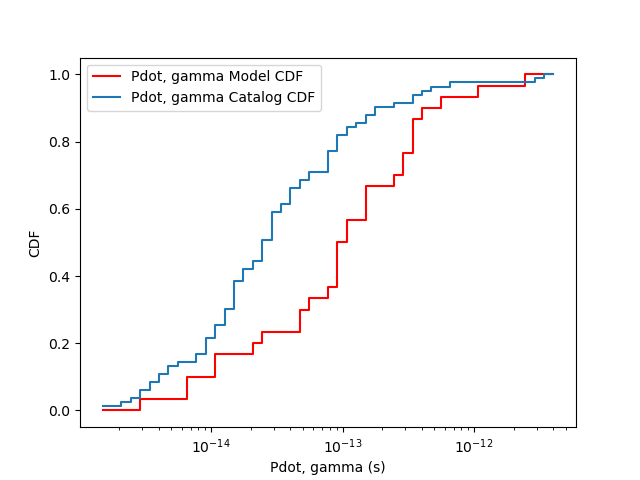 Pdot, gamma Model CDF
Pdot, gamma Catalog CDF
1.0
0.8
0.6
0.4
0.2
0.0
CDF
10⁻¹⁴
10⁻¹³
10⁻¹²
Pdot, gamma (s)